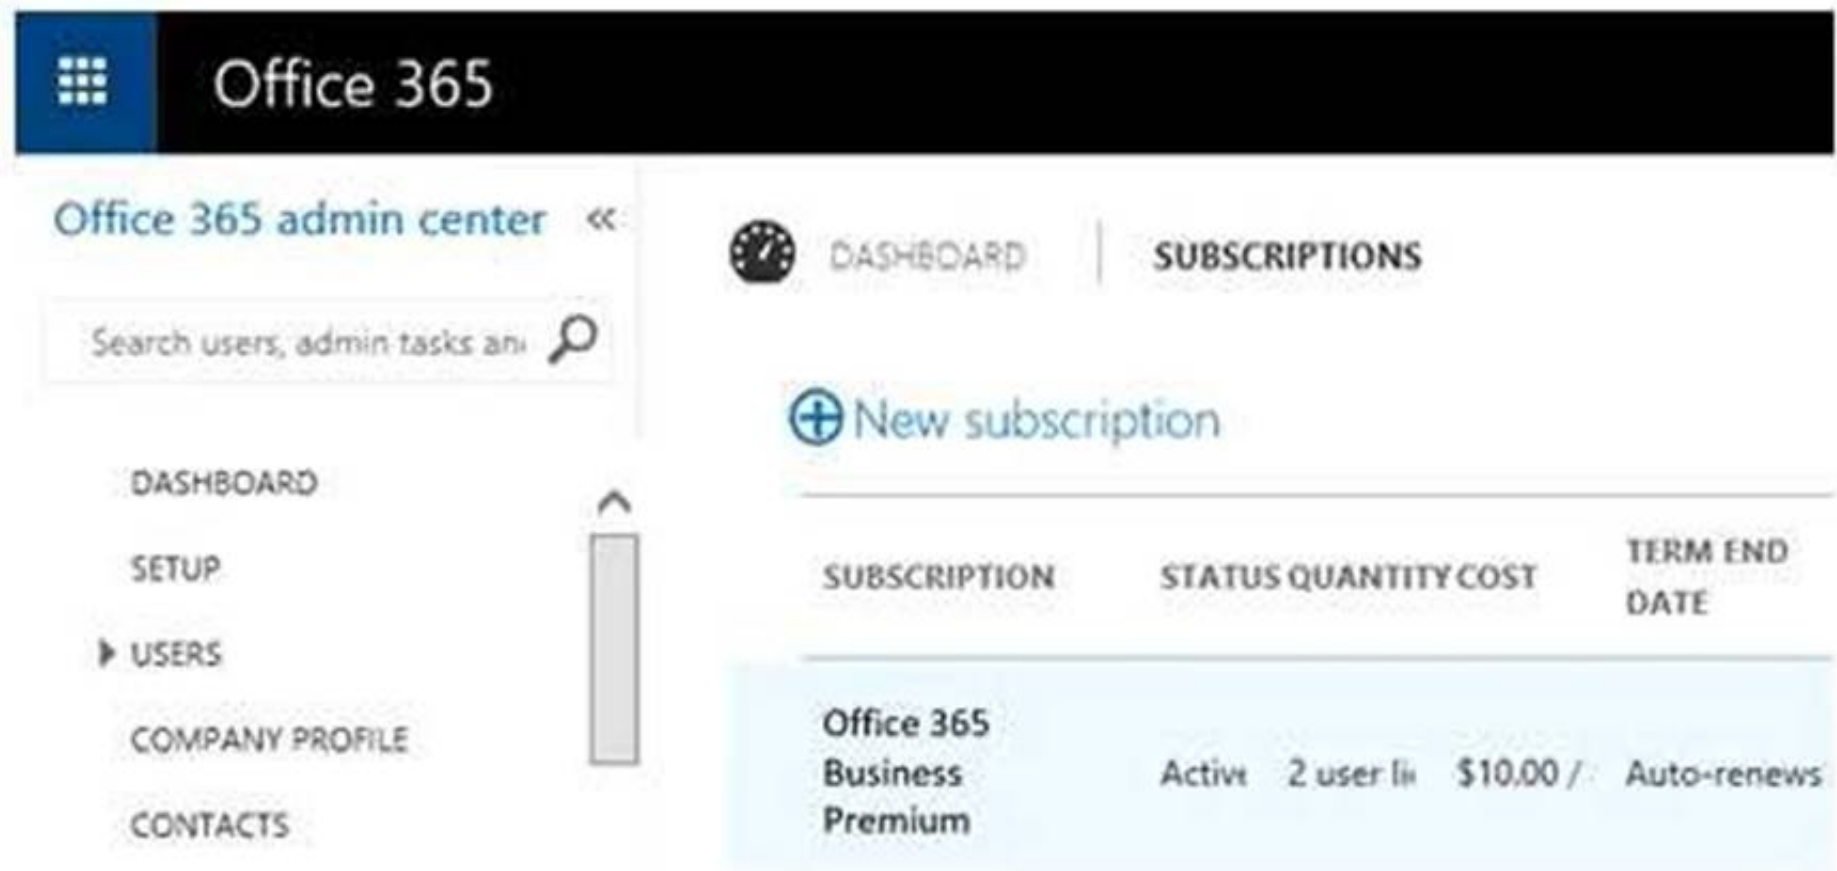 Office 365
Office 365 admin center «
Search users, admin tasks an
DASHBOARD
SETUP
USERS
COMPANY PROFILE
CONTACTS
DASHBOARD | SUBSCRIPTIONS
New subscription
SUBSCRIPTION STATUS QUANTITY COST TERM END
DATE
Office 365
Business
Premium
Active 2 user li $10.00 / Auto-renews